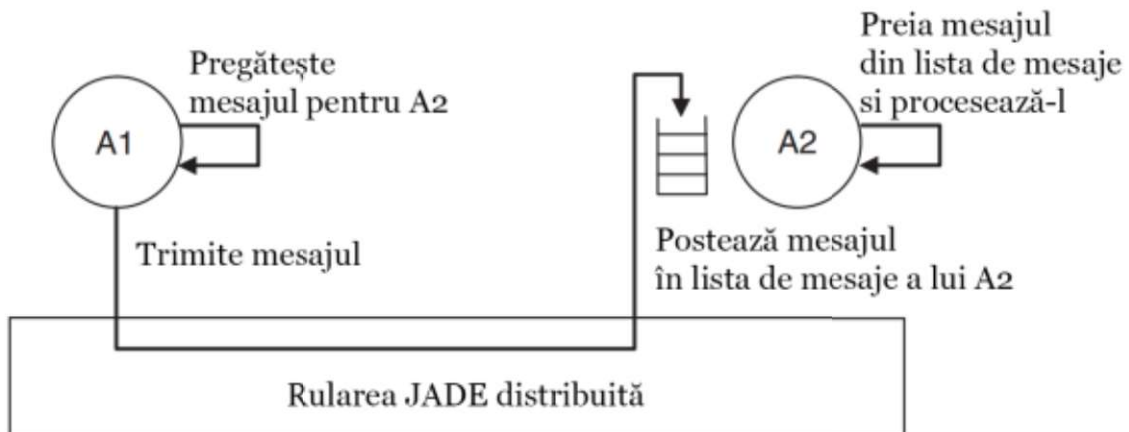 Pregătește
mesajul pentru A2
A1
Trimite mesajul
Preia mesajul
din lista de mesaje
si procesează-l
A2
Postează mesajul
în lista de mesaje a lui A2
Rularea JADE distribuită